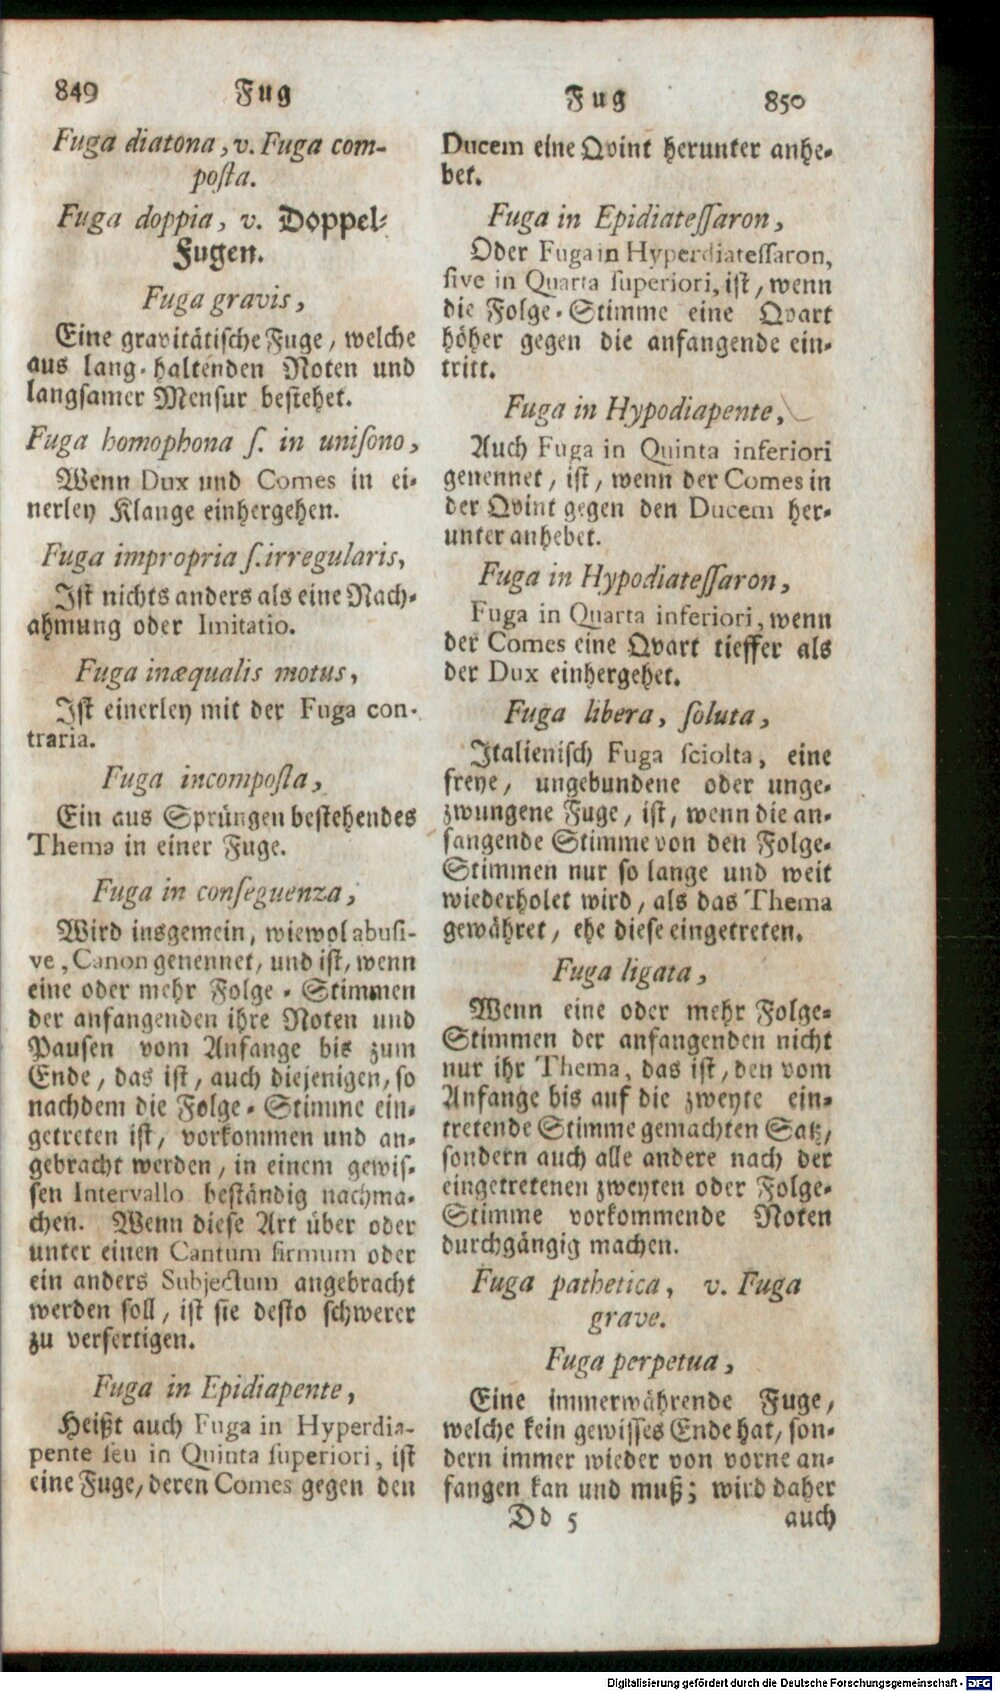 849 Fug
Fuga diatona, v. Fuga com-
posta.
Fuga doppia, v. Doppel-
Fugen.
Fuga gravis,
Eine gravitätische Fuge, welche
aus lang-haltenden Noten und
langsamer Mensur bestehet.
Fuga homophona s. in unisono,
Wenn Dux und Comes in ei-
nerley Klange einhergehen.
Fuga impropria s. irregularis,
Ist nichts anders als eine Nach-
ahmung oder Imitatio.
Fuga inæqualis motus,
Ist einerley mit der Fuga con-
traria.
Fuga incomposta,
Ein aus Sprüngen bestehendes
Thema in einer Fuge.
Fuga in conseguenza,
Wird insgemein, wiewol abusi-
ve, Canon genennet, und ist, wenn
eine oder mehr Folge-Stimmen
der anfangenden ihre Noten und
Pausen vom Anfange bis zum
Ende, das ist, auch diejenigen, so
nachdem die Folge-Stimme ein-
getreten ist, vorkommen und an-
gebracht werden, in einem gewis-
sen Intervallo beständig nachma-
chen. Wenn diese Art über oder
unter einen Cantum firmum oder
ein anders Subjectum angebracht
werden soll, ist sie desto schwerer
zu verfertigen.
Fuga in Epidiapente,
Heißt auch Fuga in Hyperdia-
pente seu in Quinta superiori, ist
eine Fuge, deren Comes gegen den
Fug 850
Ducem eine Qvint herunter anhe-
bet.
Fuga in Epidiatessaron,
Oder Fuga in Hyperdiatessaron,
sive in Quarta superiori, ist, wenn
die Folge-Stimme eine Qvart
höher gegen die anfangende ein-
tritt.
Fuga in Hypodiapente,
Auch Fuga in Quinta inferiori
genennet, ist, wenn der Comes in
der Qvint gegen den Ducem her-
unter anhebet.
Fuga in Hypodiatessaron,
Fuga in Quarta inferiori, wenn
der Comes eine Qvart tieffer als
der Dux einhergehet.
Fuga libera, soluta,
Italienisch Fuga sciolta, eine
freye, ungebundene oder unge-
zwungene Fuge, ist, wenn die an-
fangende Stimme von den Folge-
Stimmen nur so lange und weit
wiederholet wird, als das Thema
gewähret, ehe diese eingetreten.
Fuga ligata,
Wenn eine oder mehr Folge-
Stimmen der anfangenden nicht
nur ihr Thema, das ist, den vom
Anfange bis auf die zweyte ein-
tretende Stimme gemachten Satz,
sondern auch alle andere nach der
eingetretenen zweyten oder Folge-
Stimme vorkommende Noten
durchgängig machen.
Fuga pathetica, v. Fuga
grave.
Fuga perpetua,
Eine immerwährende Fuge,
welche kein gewisses Ende hat, son-
dern immer wieder von vorne an-
fangen kan und muß; wird daher
Dd 5 auch
Digitalisierung gefördert durch die Deutsche Forschungsgemeinschaft - DFG